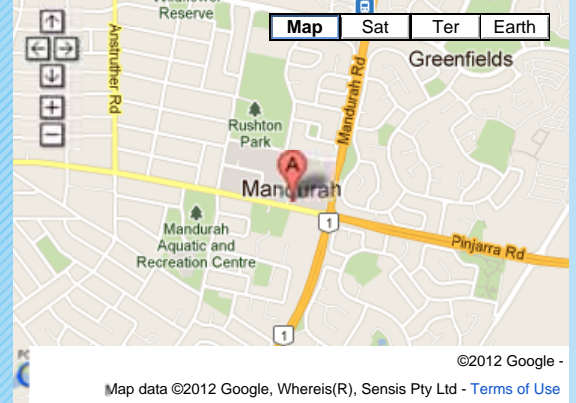 Wildflower
Reserve
Map Sat Ter Earth
Anstruther Rd
Greenfields
Mandurah Rd
Rushton
Park
A
Mandurah
1
Mandurah
Aquatic and
Recreation Centre
Pinjarra Rd
1
©2012 Google -
Map data ©2012 Google, Whereis(R), Sensis Pty Ltd - Terms of Use